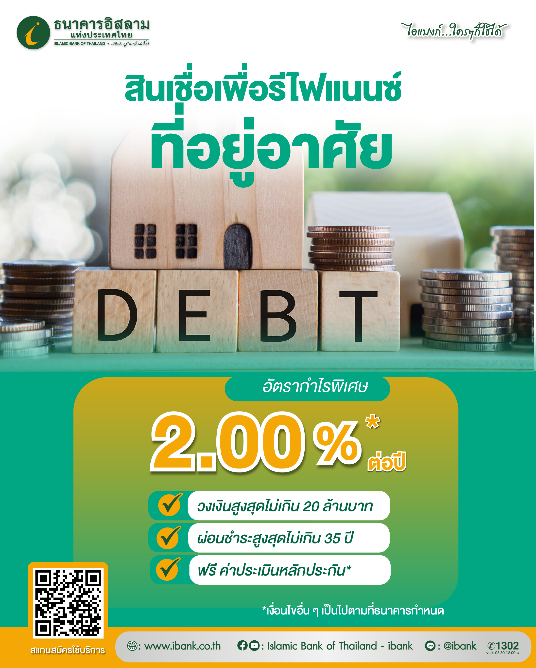 ธนาคารอิสลาม
แห่งประเทศไทย
ISLAMIC BANK OF THAILAND
ไอแบงก์...ใครๆก็ใช้ได้
สินเชื่อเพื่อรีไฟแนนซ์
ที่อยู่อาศัย
DEBT
อัตรากำไรพิเศษ
2.00 %*
ต่อปี
วงเงินสูงสุดไม่เกิน 20 ล้านบาท
ผ่อนชำระสูงสุดไม่เกิน 35 ปี
ฟรี ค่าประเมินหลักประกัน*
*เงื่อนไขอื่น ๆ เป็นไปตามที่ธนาคารกำหนด
สแกนสมัครใช้บริการ
: www.ibank.co.th : Islamic Bank of Thailand - ibank : @ibank 1302